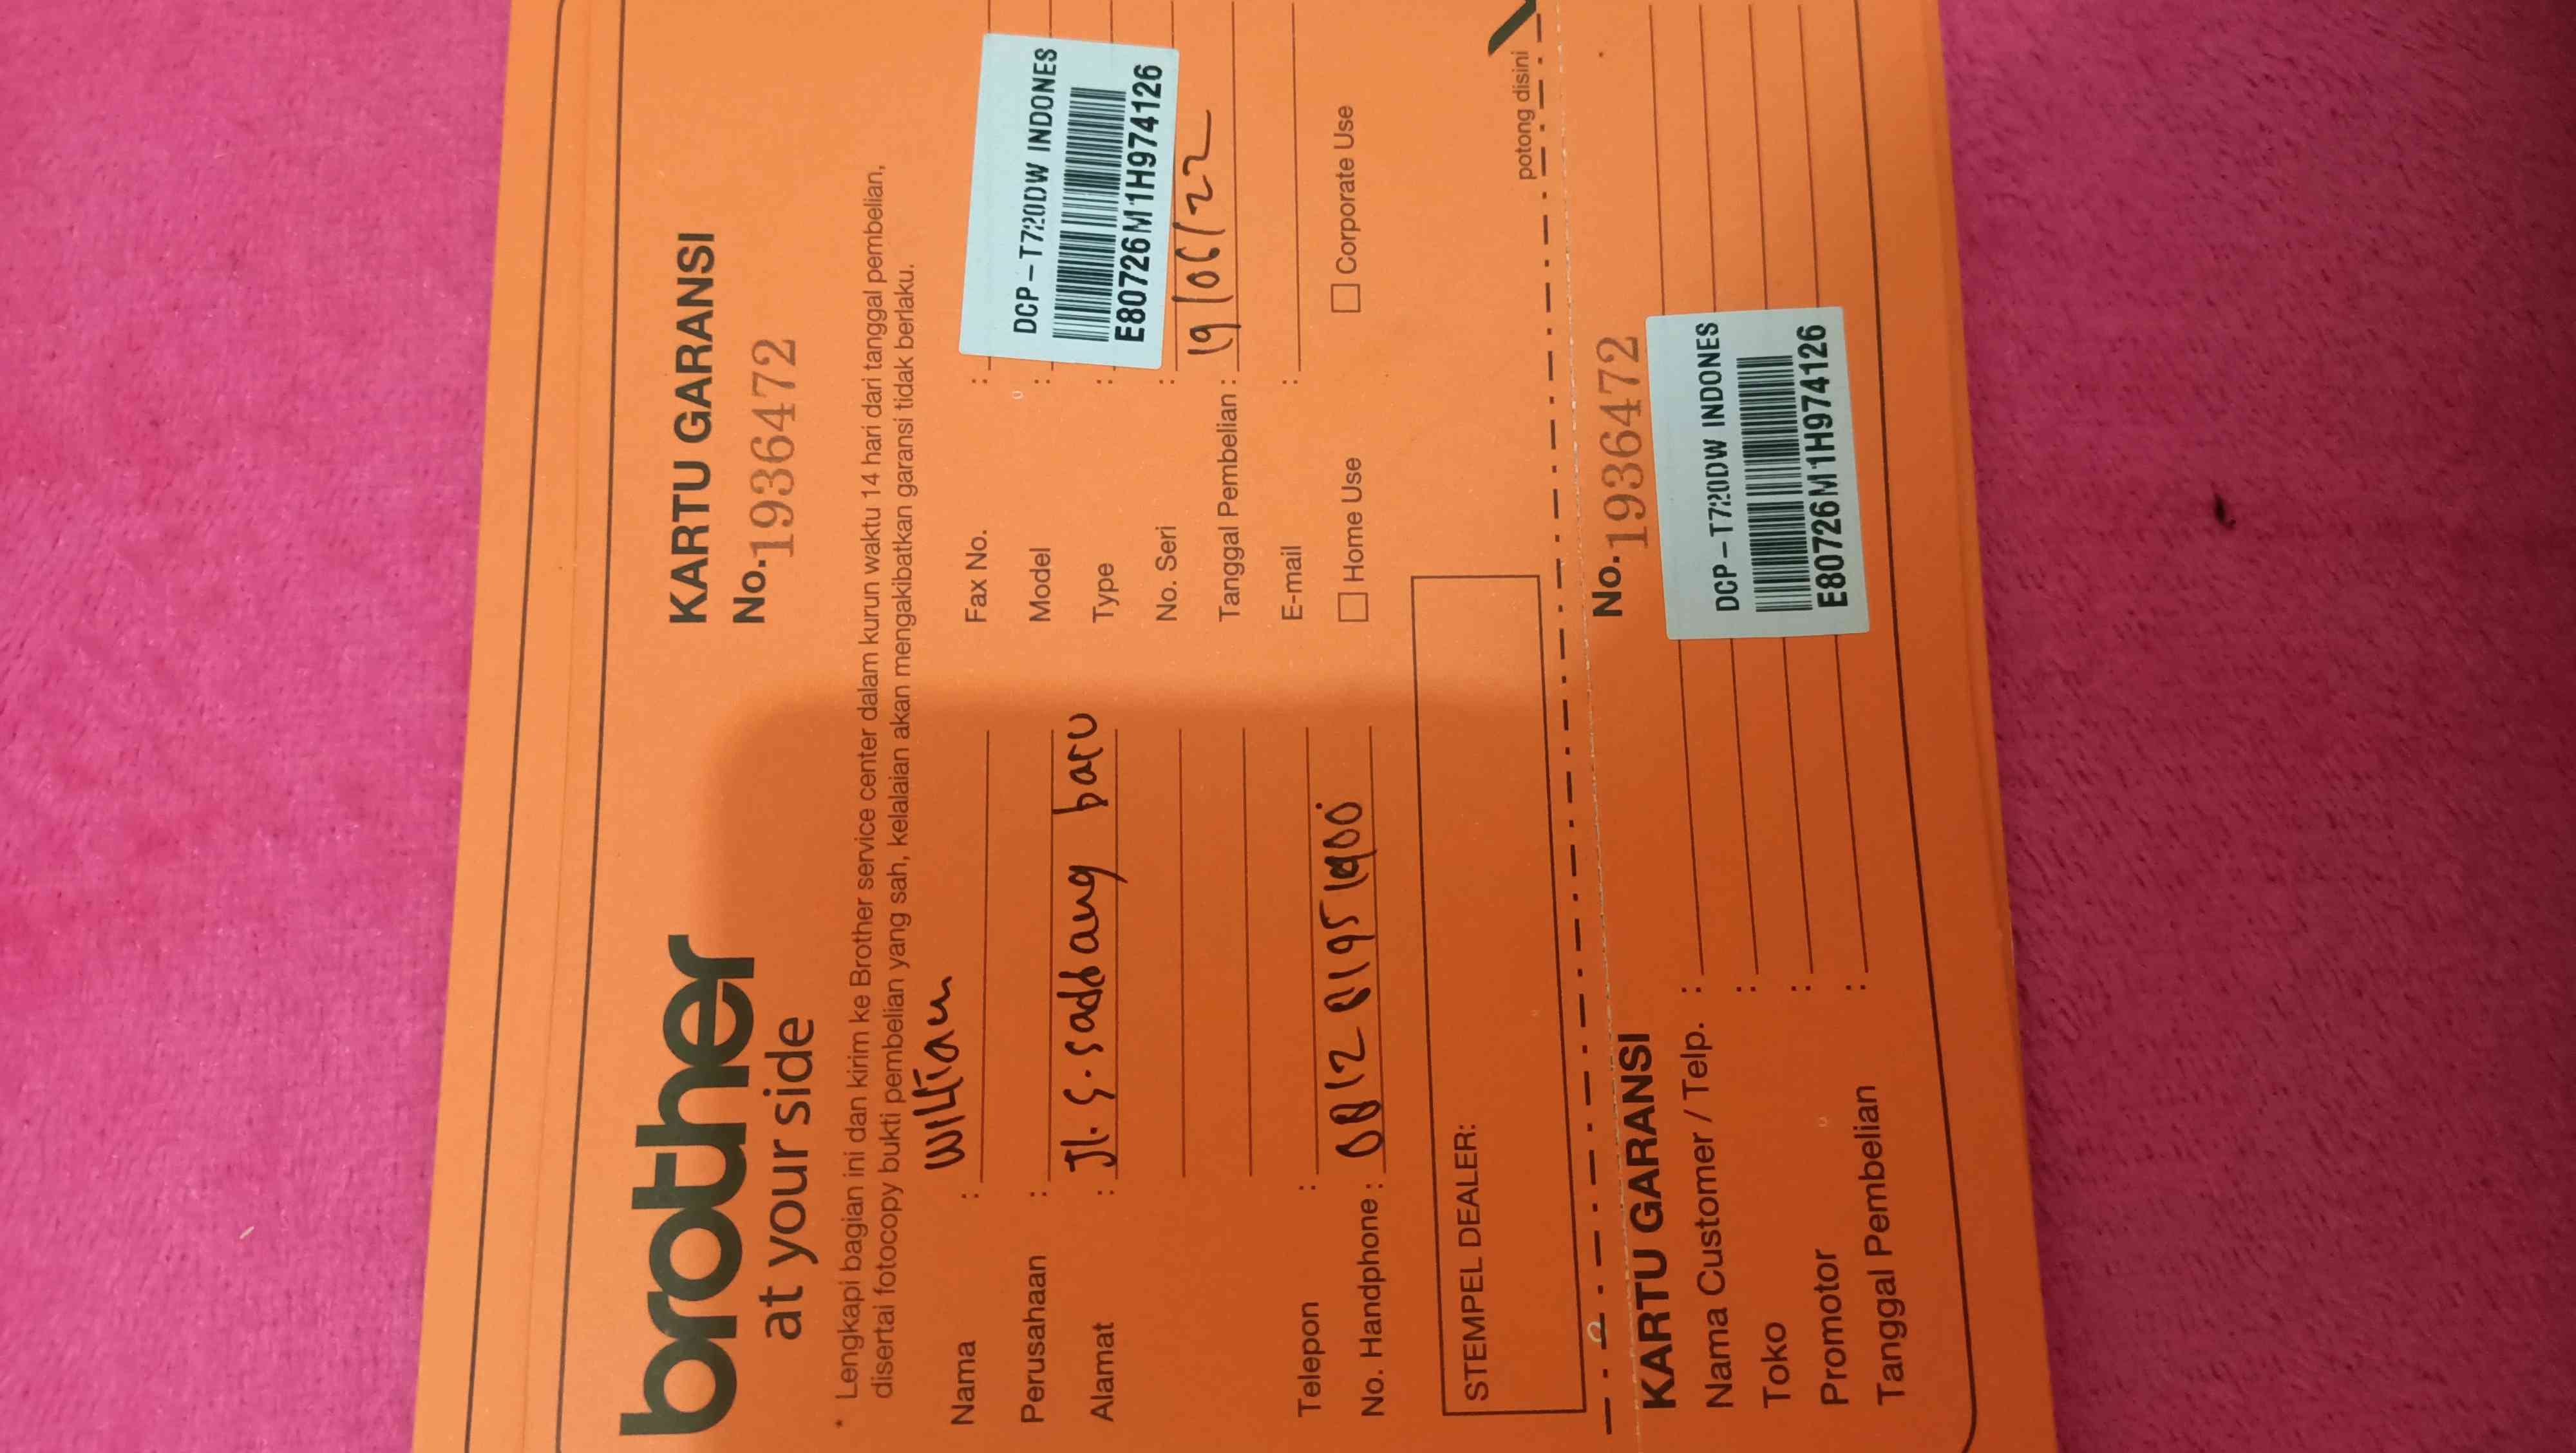 brother
at your side
KARTU GARANSI
No. 1936472
* Lengkapi bagian ini dan kirim ke Brother service center dalam kurun waktu 14 hari dari tanggal pembelian,
disertai fotocopy bukti pembelian yang sah, kelalaian akan mengakibatkan garansi tidak berlaku.
Nama : William
Perusahaan :
Alamat : Jl. S. Saddang baru
Telepon :
No. Handphone : 0812
Fax No. :
Model :
Type :
No. Seri :
DCP-T720DW INDONES
E80726M1H974126
Tanggal Pembelian : 19/06/22
E-mail :
Home Use
Corporate Use
STEMPEL DEALER:
potong disini
KARTU GARANSI
No. 1936472
Nama Customer / Telp. :
Toko :
Promotor :
Tanggal Pembelian :
DCP-T720DW INDONES
E80726M1H974126